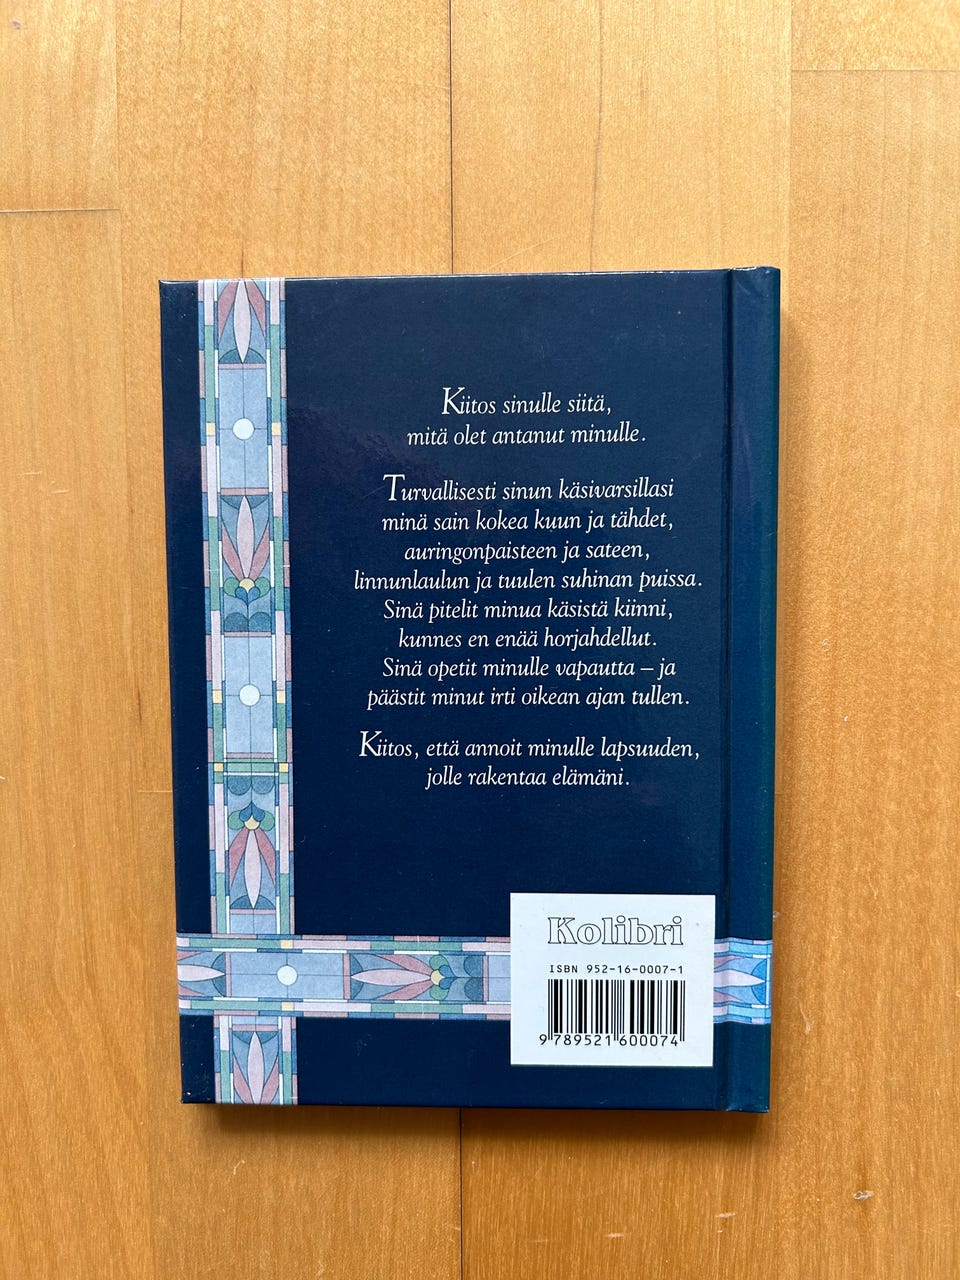 Kiitos sinulle siitä,
mitä olet antanut minulle.
Turvallisesti sinun käsivarsillasi
minä sain kokea kuun ja tähdet,
auringonpaisteen ja sateen,
linnunlaulun ja tuulen suhinan puissa.
Sinä pitelit minua käsistä kiinni,
kunnes en enää horjahdellut.
Sinä opetit minulle vapautta – ja
päästit minut irti oikean ajan tullen.
Kiitos, että annoit minulle lapsuuden,
jolle rakentaa elämäni.
Kolibri
ISBN 952-16-0007-1
9 789521 600074